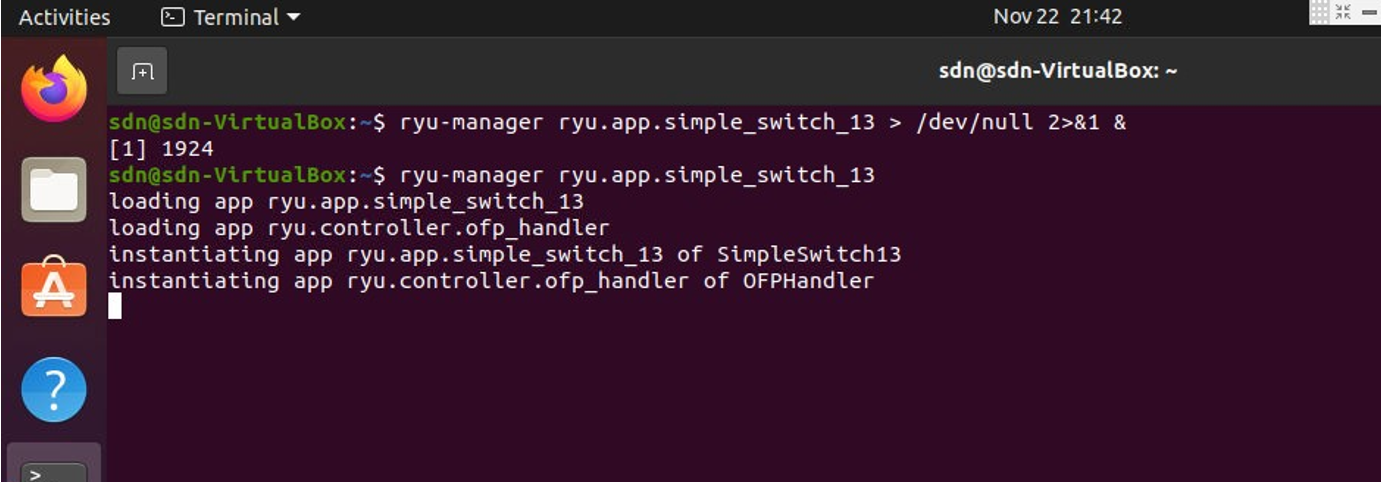 Activities
Terminal
Nov 22 21:42
sdn@sdn-VirtualBox: ~
sdn@sdn-VirtualBox:~$ ryu-manager ryu.app.simple_switch_13 > /dev/null 2>&1 &
[1] 1924
sdn@sdn-VirtualBox:~$ ryu-manager ryu.app.simple_switch_13
loading app ryu.app.simple_switch_13
loading app ryu.controller.ofp_handler
instantiating app ryu.app.simple_switch_13 of SimpleSwitch13
instantiating app ryu.controller.ofp_handler of OFPHandler